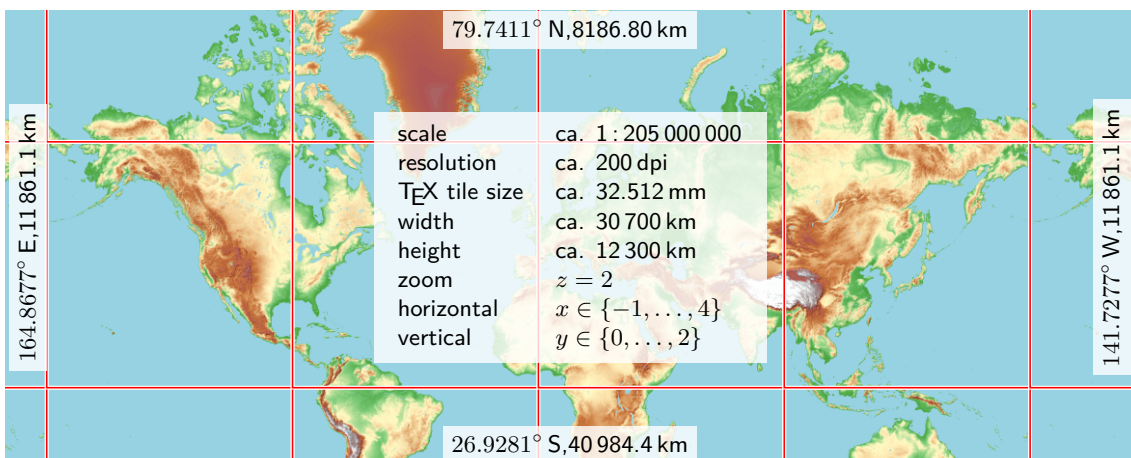 79.7411° N,8186.80 km
164.8677° E,11 861.1 km
scale ca. 1 : 205 000 000
resolution ca. 200 dpi
TEX tile size ca. 32.512 mm
width ca. 30 700 km
height ca. 12 300 km
zoom z = 2
horizontal x ∈ {−1, . . . , 4}
vertical y ∈ {0, . . . , 2}
141.7277° W,11 861.1 km
26.9281° S,40 984.4 km